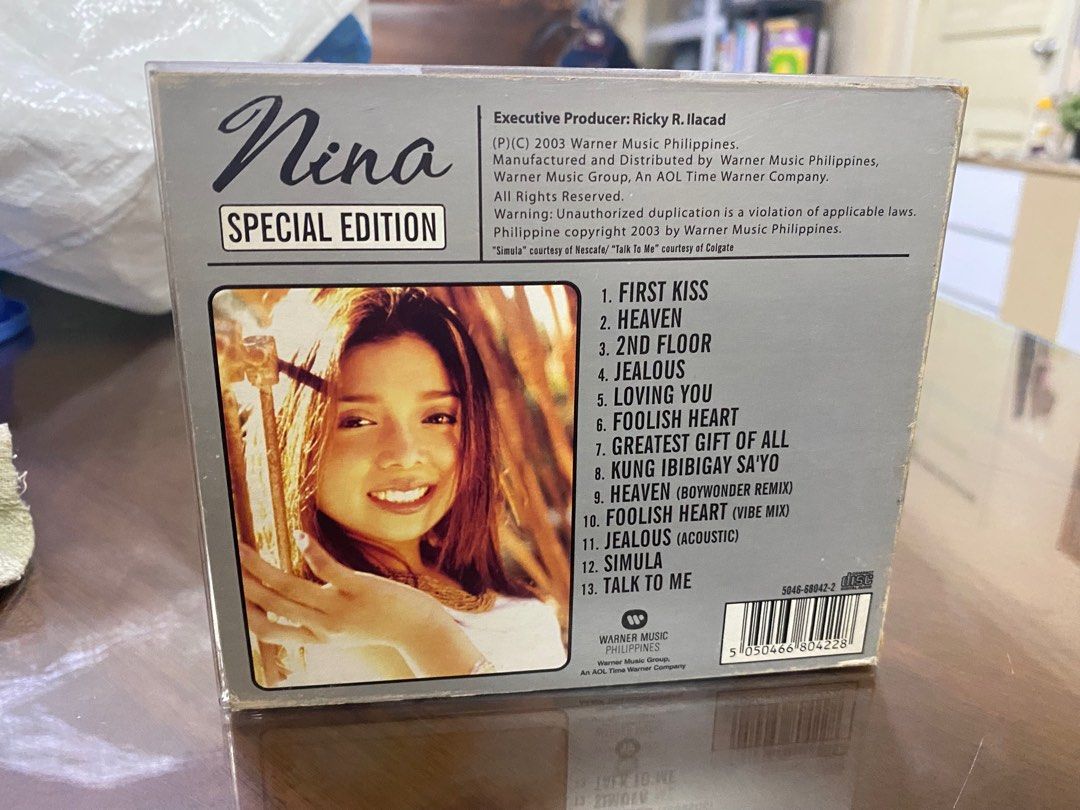 Nina
SPECIAL EDITION
Executive Producer: Ricky R. Ilacad
(P)(C) 2003 Warner Music Philippines.
Manufactured and Distributed by Warner Music Philippines,
Warner Music Group, An AOL Time Warner Company.
All Rights Reserved.
Warning: Unauthorized duplication is a violation of applicable laws.
Philippine copyright 2003 by Warner Music Philippines.
"Simula" courtesy of Nescafe/ "Talk To Me" courtesy of Colgate
1. FIRST KISS
2. HEAVEN
3. 2ND FLOOR
4. JEALOUS
5. LOVING YOU
6. FOOLISH HEART
7. GREATEST GIFT OF ALL
8. KUNG IBIBIGAY SA'YO
9. HEAVEN (BOYWONDER REMIX)
10. FOOLISH HEART (VIBE MIX)
11. JEALOUS (ACOUSTIC)
12. SIMULA
13. TALK TO ME
WARNER MUSIC
PHILIPPINES
Warner Music Group,
An AOL Time Warner Company
5046-68042-2
disc
5 050466 804228